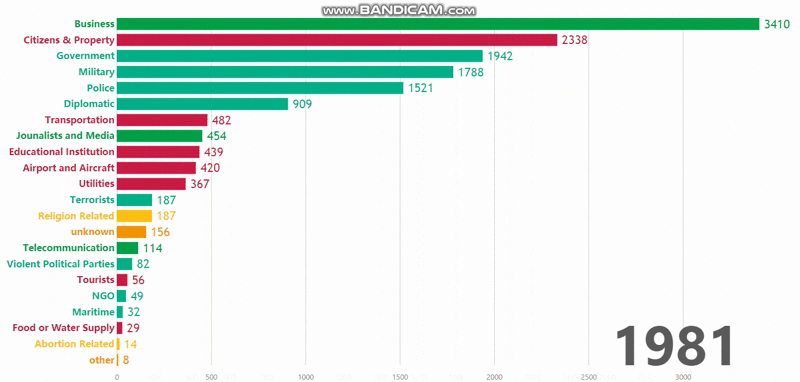 www.BANDICAM.com
Business 3410
Citizens & Property 2338
Government 1942
Military 1788
Police 1521
Diplomatic 909
Transportation 482
Jounalists and Media 454
Educational Institution 439
Airport and Aircraft 420
Utilities 367
Terrorists 187
Religion Related 187
unknown 156
Telecommunication 114
Violent Political Parties 82
Tourists 56
NGO 49
Maritime 32
Food or Water Supply 29
Abortion Related 14
other 8
1981
0 500 1000 1500 2000 2500 3000